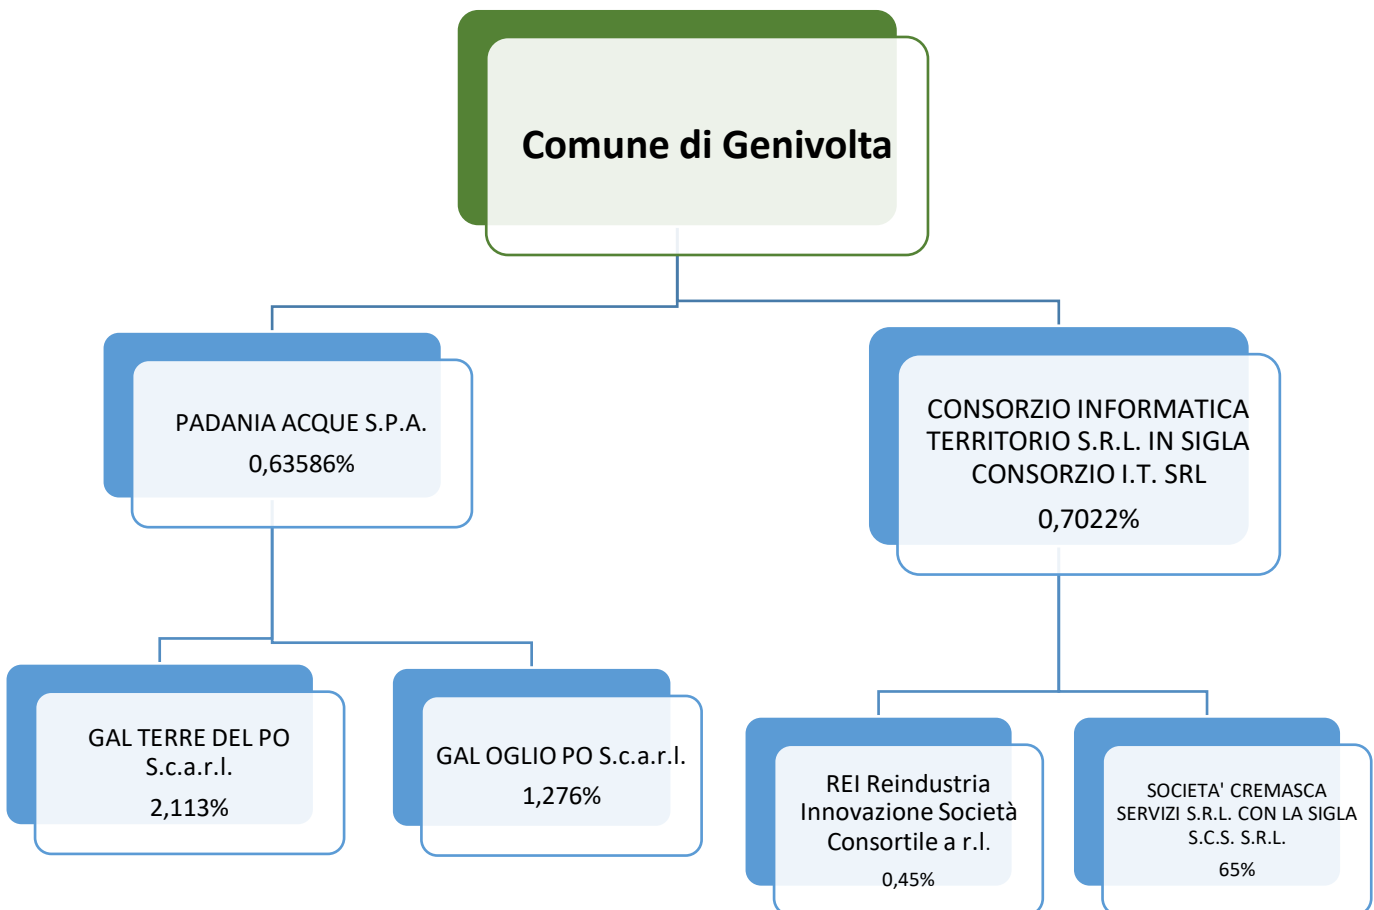 Comune di Genivolta
PADANIA ACQUE S.P.A.
0,63586%
CONSORZIO INFORMATICA
TERRITORIO S.R.L. IN SIGLA
CONSORZIO I.T. SRL
0,7022%
GAL TERRE DEL PO
S.c.a.r.l.
2,113%
GAL OGLIO PO S.c.a.r.l.
1,276%
REI Reindustria
Innovazione Società
Consortile a r.l.
0,45%
SOCIETA' CREMASCA
SERVIZI S.R.L. CON LA SIGLA
S.C.S. S.R.L.
65%